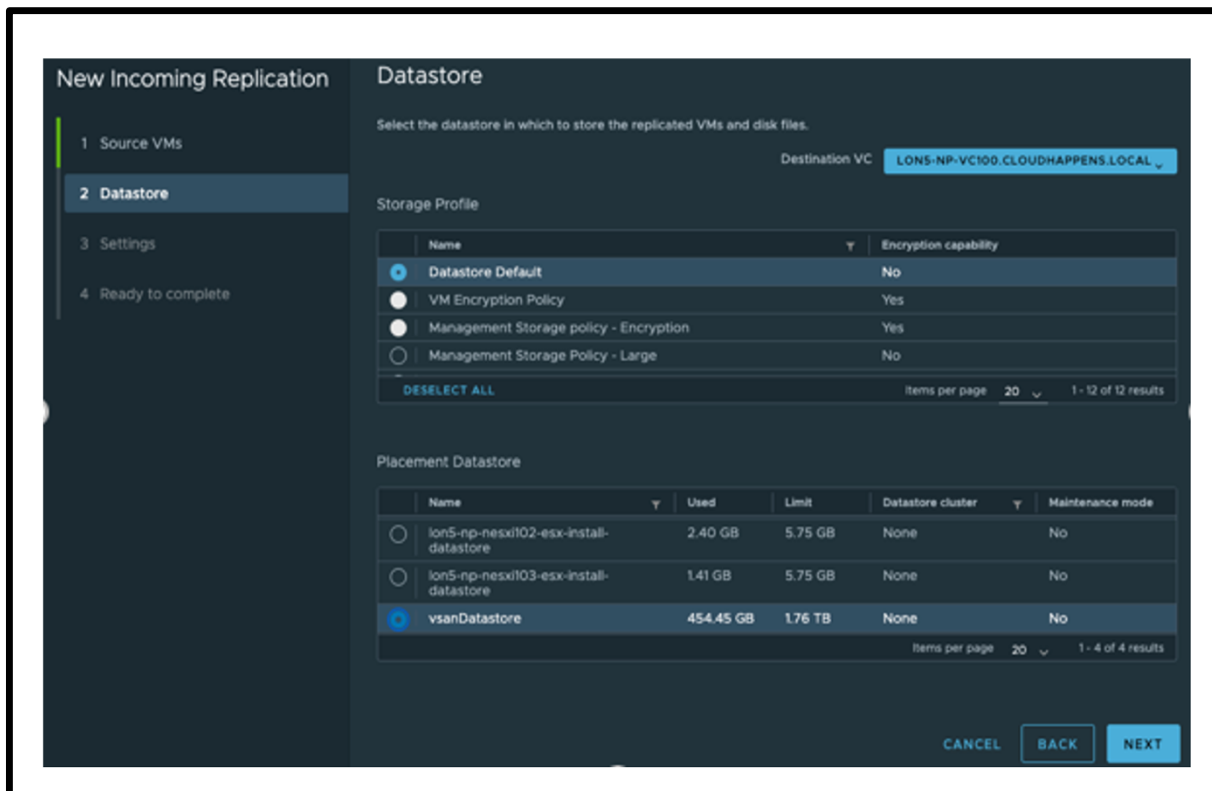 New Incoming Replication
1 Source VMs
2 Datastore
3 Settings
4 Ready to complete
Datastore
Select the datastore in which to store the replicated VMs and disk files.
Destination VC LON5-NP-VC100.CLOUDHAPPENS.LOCAL
Storage Profile
Name Encryption capability
Datastore Default No
VM Encryption Policy Yes
Management Storage policy - Encryption Yes
Management Storage Policy - Large No
DESELECT ALL Items per page 20 1 - 12 of 12 results
Placement Datastore
Name Used Limit Datastore cluster Maintenance mode
lon5-np-nesxi102-esx-install-
datastore 2.40 GB 5.75 GB None No
lon5-np-nesxi103-esx-install-
datastore 1.41 GB 5.75 GB None No
vsanDatastore 454.45 GB 1.76 TB None No
Items per page 20 1 - 4 of 4 results
CANCEL BACK NEXT